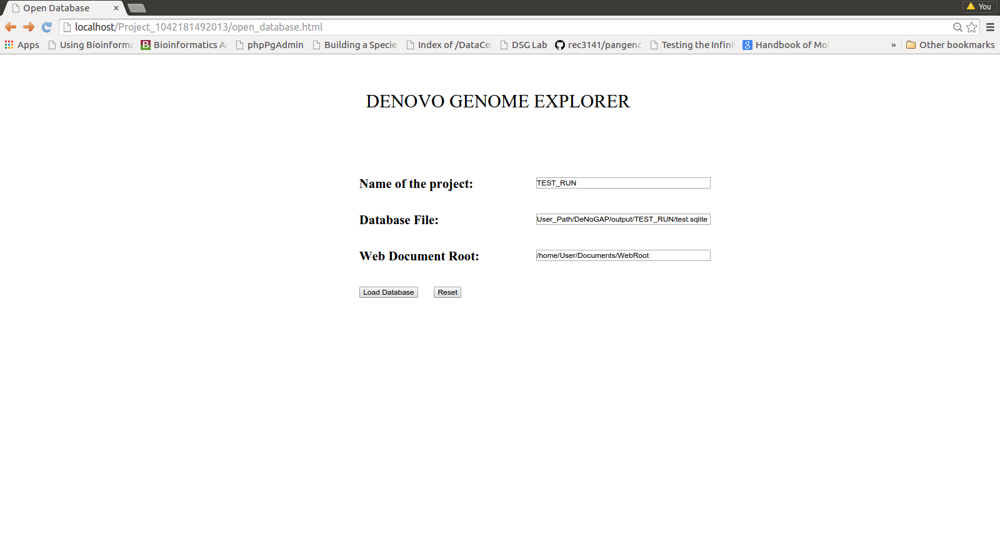 Open Database
You
localhost/Project_1042181492013/open_database.html
Apps Using Bioinforma Bioinformatics A phpPgAdmin Building a Specie Index of /DataCe DSG Lab rec3141/pangeno Testing the Infini Handbook of Mol » Other bookmarks
DENOVO GENOME EXPLORER
Name of the project: TEST_RUN
Database File: User_Path/DeNoGAP/output/TEST_RUN/test.sqlite
Web Document Root: /home/User/Documents/WebRoot
Load Database Reset